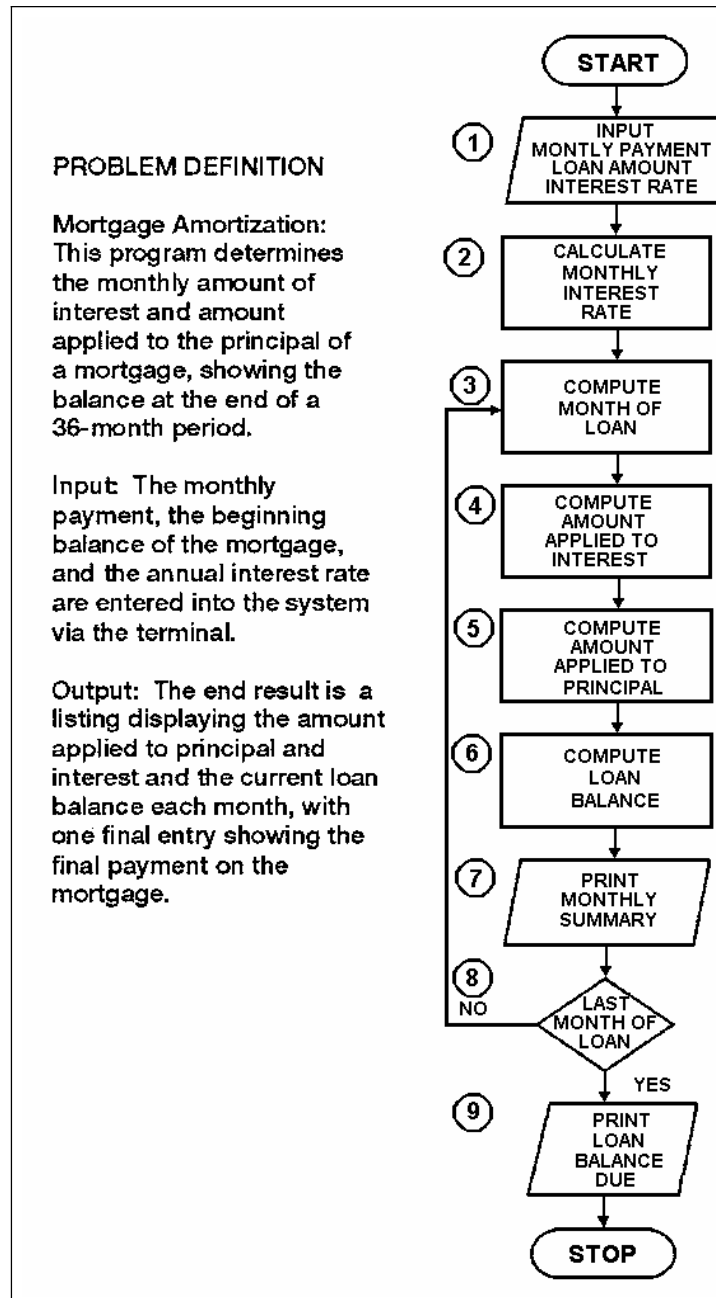 PROBLEM DEFINITION
Mortgage Amortization:
This program determines
the monthly amount of
interest and amount
applied to the principal of
a mortgage, showing the
balance at the end of a
36-month period.
Input: The monthly
payment, the beginning
balance of the mortgage,
and the annual interest rate
are entered into the system
via the terminal.
Output: The end result is a
listing displaying the amount
applied to principal and
interest and the current loan
balance each month, with
one final entry showing the
final payment on the
mortgage.
START
1
INPUT
MONTLY PAYMENT
LOAN AMOUNT
INTEREST RATE
2
CALCULATE
MONTHLY
INTEREST
RATE
3
COMPUTE
MONTH OF
LOAN
4
COMPUTE
AMOUNT
APPLIED TO
INTEREST
5
COMPUTE
AMOUNT
APPLIED TO
PRINCIPAL
6
COMPUTE
LOAN
BALANCE
7
PRINT
MONTHLY
SUMMARY
8
NO
LAST
MONTH OF
LOAN
YES
9
PRINT
LOAN
BALANCE
DUE
STOP